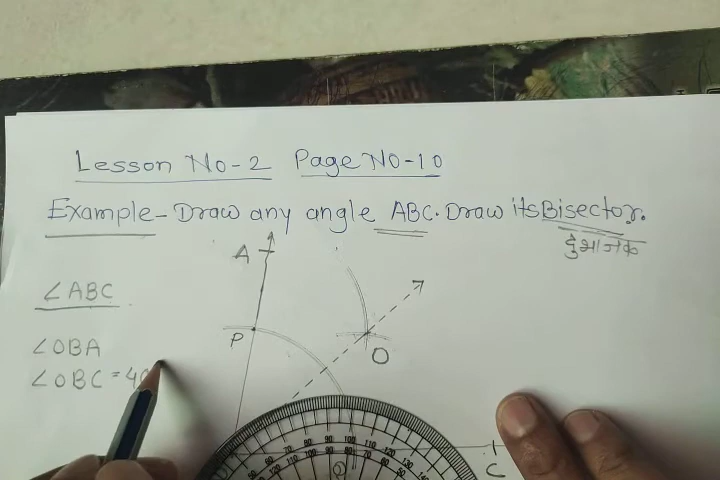 Lesson No-2 Page No-10
Example - Draw any angle ABC. Draw its Bisector.
दुभाजक
A
∠ABC
P
O
∠OBA
∠OBC = 40
C